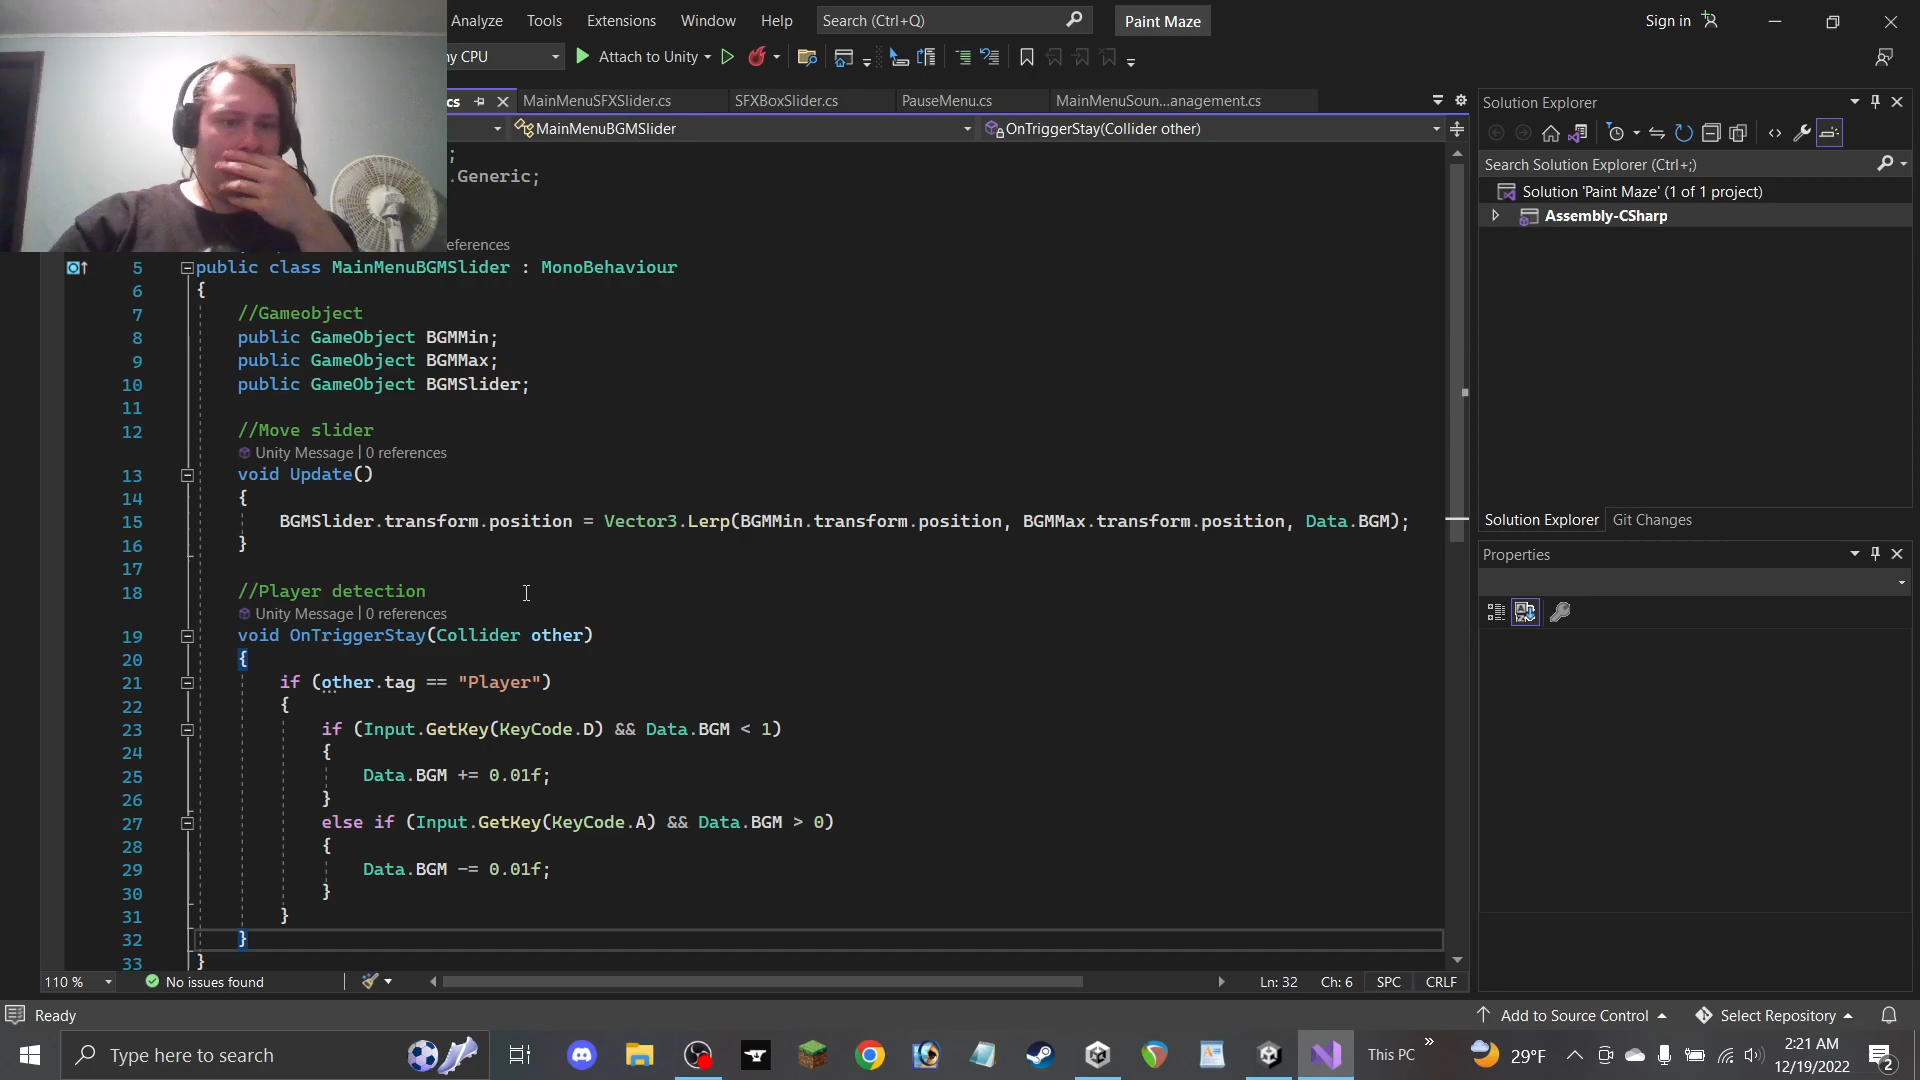 Analyze Tools Extensions Window Help Search (Ctrl+Q) Paint Maze Sign in
ny CPU Attach to Unity
cs MainMenuSFXSlider.cs SFXBoxSlider.cs PauseMenu.cs MainMenuSoun...anagement.cs
MainMenuBGMSlider OnTriggerStay(Collider other)
;
.Generic;
eferences
5 public class MainMenuBGMSlider : MonoBehaviour
6 {
7 //Gameobject
8 public GameObject BGMMin;
9 public GameObject BGMMax;
10 public GameObject BGMSlider;
11
12 //Move slider
Unity Message | 0 references
13 void Update()
14 {
15 BGMSlider.transform.position = Vector3.Lerp(BGMMin.transform.position, BGMMax.transform.position, Data.BGM);
16 }
17
18 //Player detection
Unity Message | 0 references
19 void OnTriggerStay(Collider other)
20 {
21 if (other.tag == "Player")
22 {
23 if (Input.GetKey(KeyCode.D) && Data.BGM < 1)
24 {
25 Data.BGM += 0.01f;
26 }
27 else if (Input.GetKey(KeyCode.A) && Data.BGM > 0)
28 {
29 Data.BGM -= 0.01f;
30 }
31 }
32 }
33 }
110 % No issues found Ln: 32 Ch: 6 SPC CRLF
Solution Explorer
Search Solution Explorer (Ctrl+;)
Solution 'Paint Maze' (1 of 1 project)
Assembly-CSharp
Solution Explorer Git Changes
Properties
Ready Add to Source Control Select Repository
Type here to search This PC 29°F 2:21 AM
12/19/2022 2